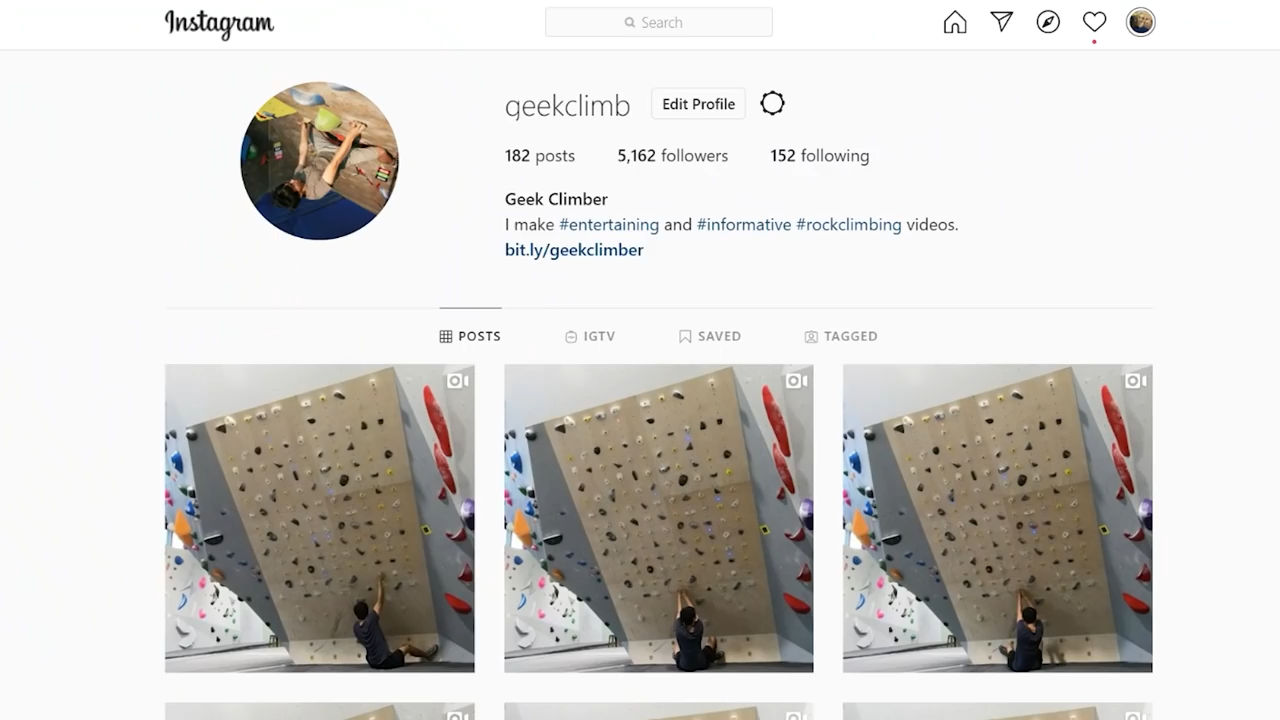 Instagram
Search
geekclimb
Edit Profile
182 posts
5,162 followers
152 following
Geek Climber
I make #entertaining and #informative #rockclimbing videos.
bit.ly/geekclimber
POSTS
IGTV
SAVED
TAGGED